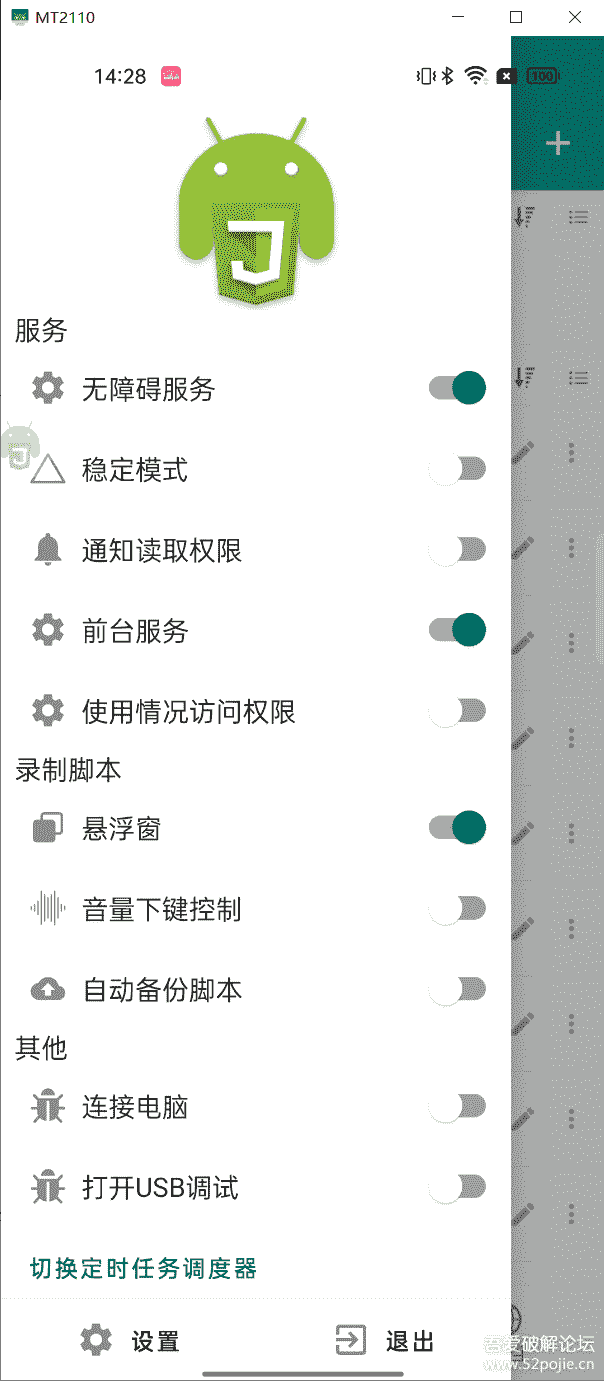 MT2110
14:28
100
服务
无障碍服务
稳定模式
通知读取权限
前台服务
使用情况访问权限
录制脚本
悬浮窗
音量下键控制
自动备份脚本
其他
连接电脑
打开USB调试
切换定时任务调度器
设置
退出
吾爱破解论坛
www.52pojie.cn